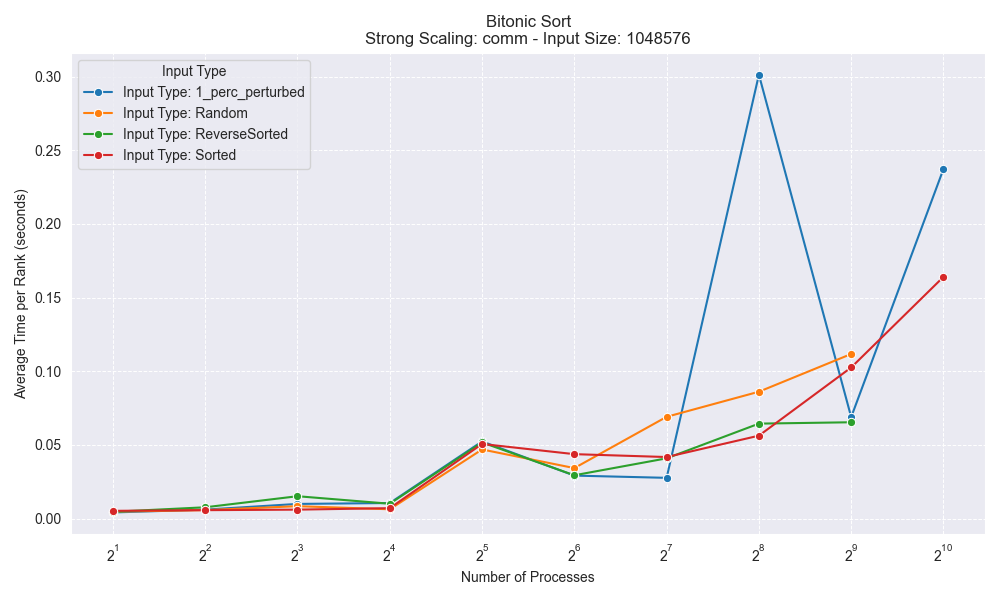 Bitonic Sort
Strong Scaling: comm - Input Size: 1048576
Input Type
Input Type: 1_perc_perturbed
Input Type: Random
Input Type: ReverseSorted
Input Type: Sorted
Average Time per Rank (seconds)
0.30
0.25
0.20
0.15
0.10
0.05
0.00
2^1 2^2 2^3 2^4 2^5 2^6 2^7 2^8 2^9 2^10
Number of Processes